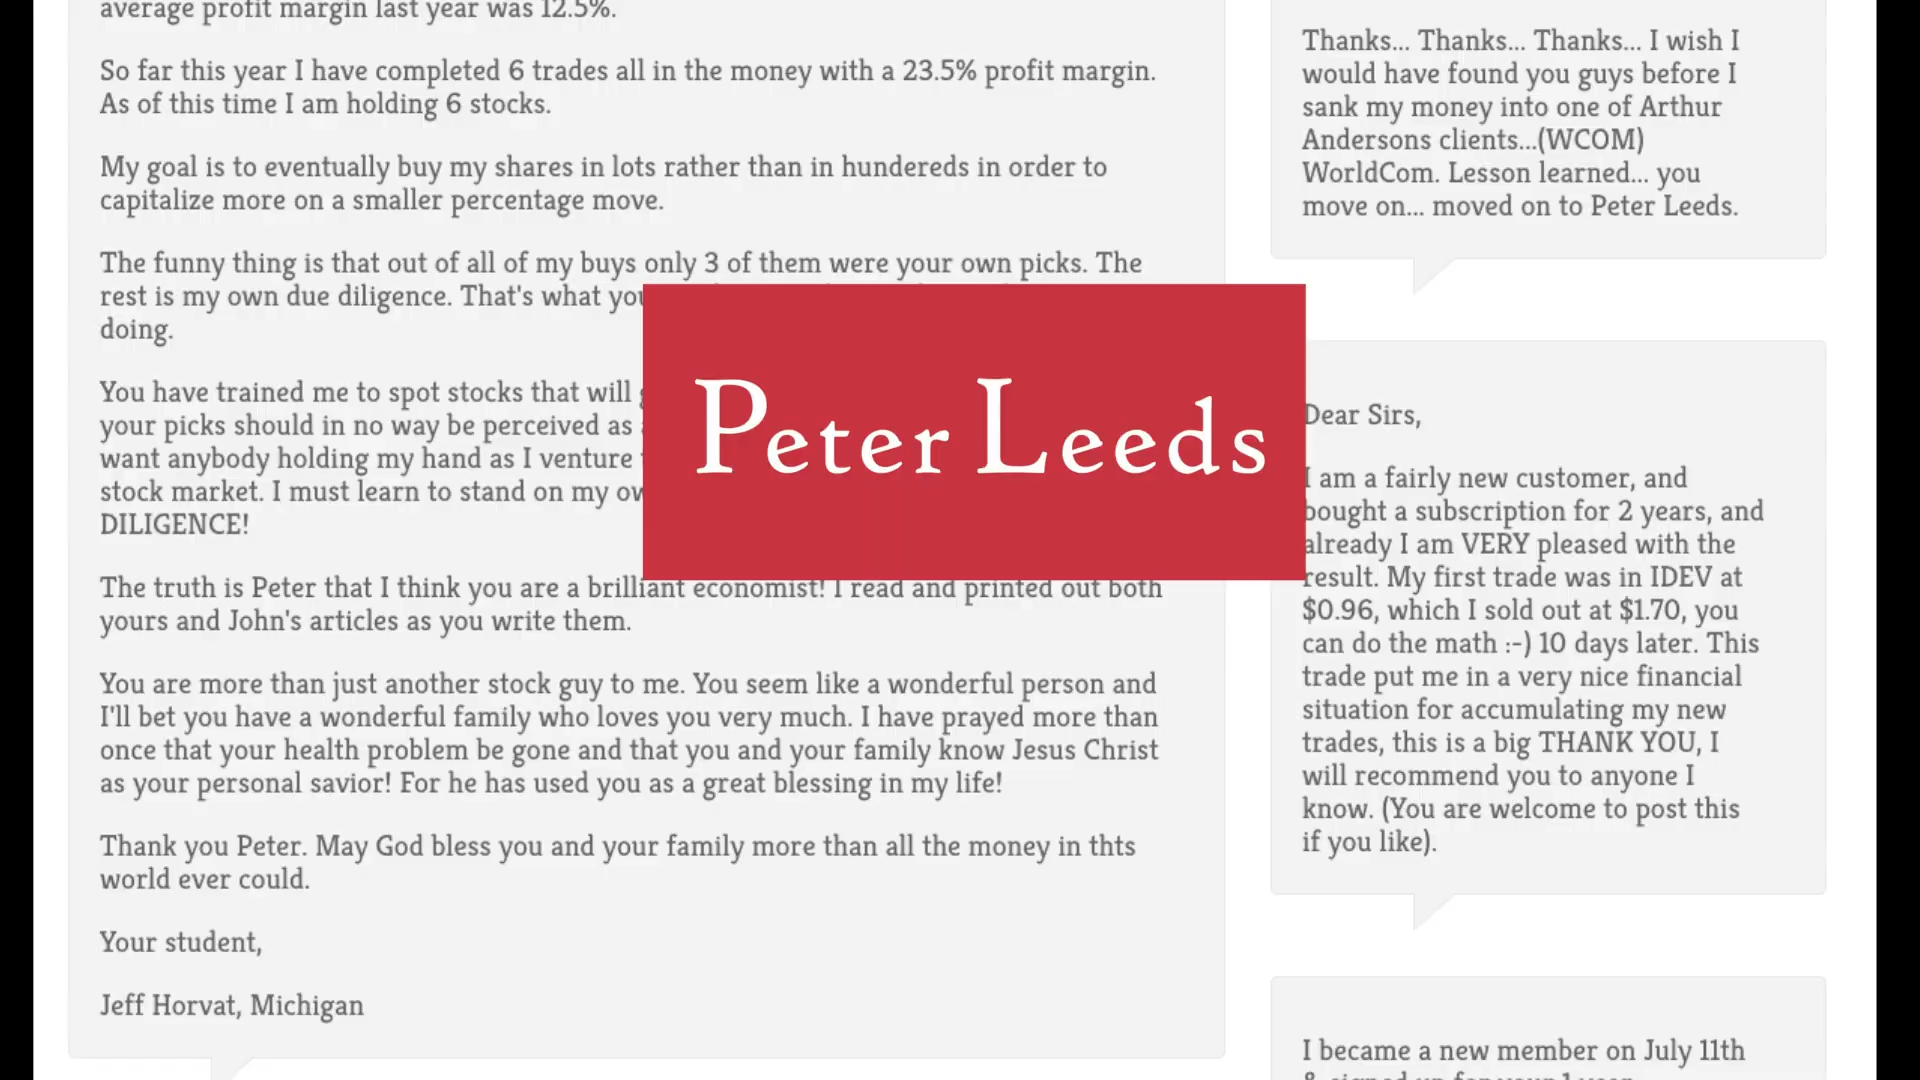 average profit margin last year was 12.5%.
So far this year I have completed 6 trades all in the money with a 23.5% profit margin.
As of this time I am holding 6 stocks.
My goal is to eventually buy my shares in lots rather than in hundereds in order to
capitalize more on a smaller percentage move.
The funny thing is that out of all of my buys only 3 of them were your own picks. The
rest is my own due diligence. That's what
doing.
You have trained me to spot stocks that will
your picks should in no way be perceived as
want anybody holding my hand as I venture
stock market. I must learn to stand on my
DILIGENCE!
The truth is Peter that I think you are a brilliant economist! I read and printed out both
yours and John's articles as you write them.
You are more than just another stock guy to me. You seem like a wonderful person and
I'll bet you have a wonderful family who loves you very much. I have prayed more than
once that your health problem be gone and that you and your family know Jesus Christ
as your personal savior! For he has used you as a great blessing in my life!
Thank you Peter. May God bless you and your family more than all the money in thts
world ever could.
Your student,
Jeff Horvat, Michigan
Peter Leeds
Thanks... Thanks... Thanks... I wish I
would have found you guys before I
sank my money into one of Arthur
Andersons clients...(WCOM)
WorldCom. Lesson learned... you
move on... moved on to Peter Leeds.
Dear Sirs,
I am a fairly new customer, and
bought a subscription for 2 years, and
already I am VERY pleased with the
result. My first trade was in IDEV at
$0.96, which I sold out at $1.70, you
can do the math :-) 10 days later. This
trade put me in a very nice financial
situation for accumulating my new
trades, this is a big THANK YOU, I
will recommend you to anyone I
know. (You are welcome to post this
if you like).
I became a new member on July 11th